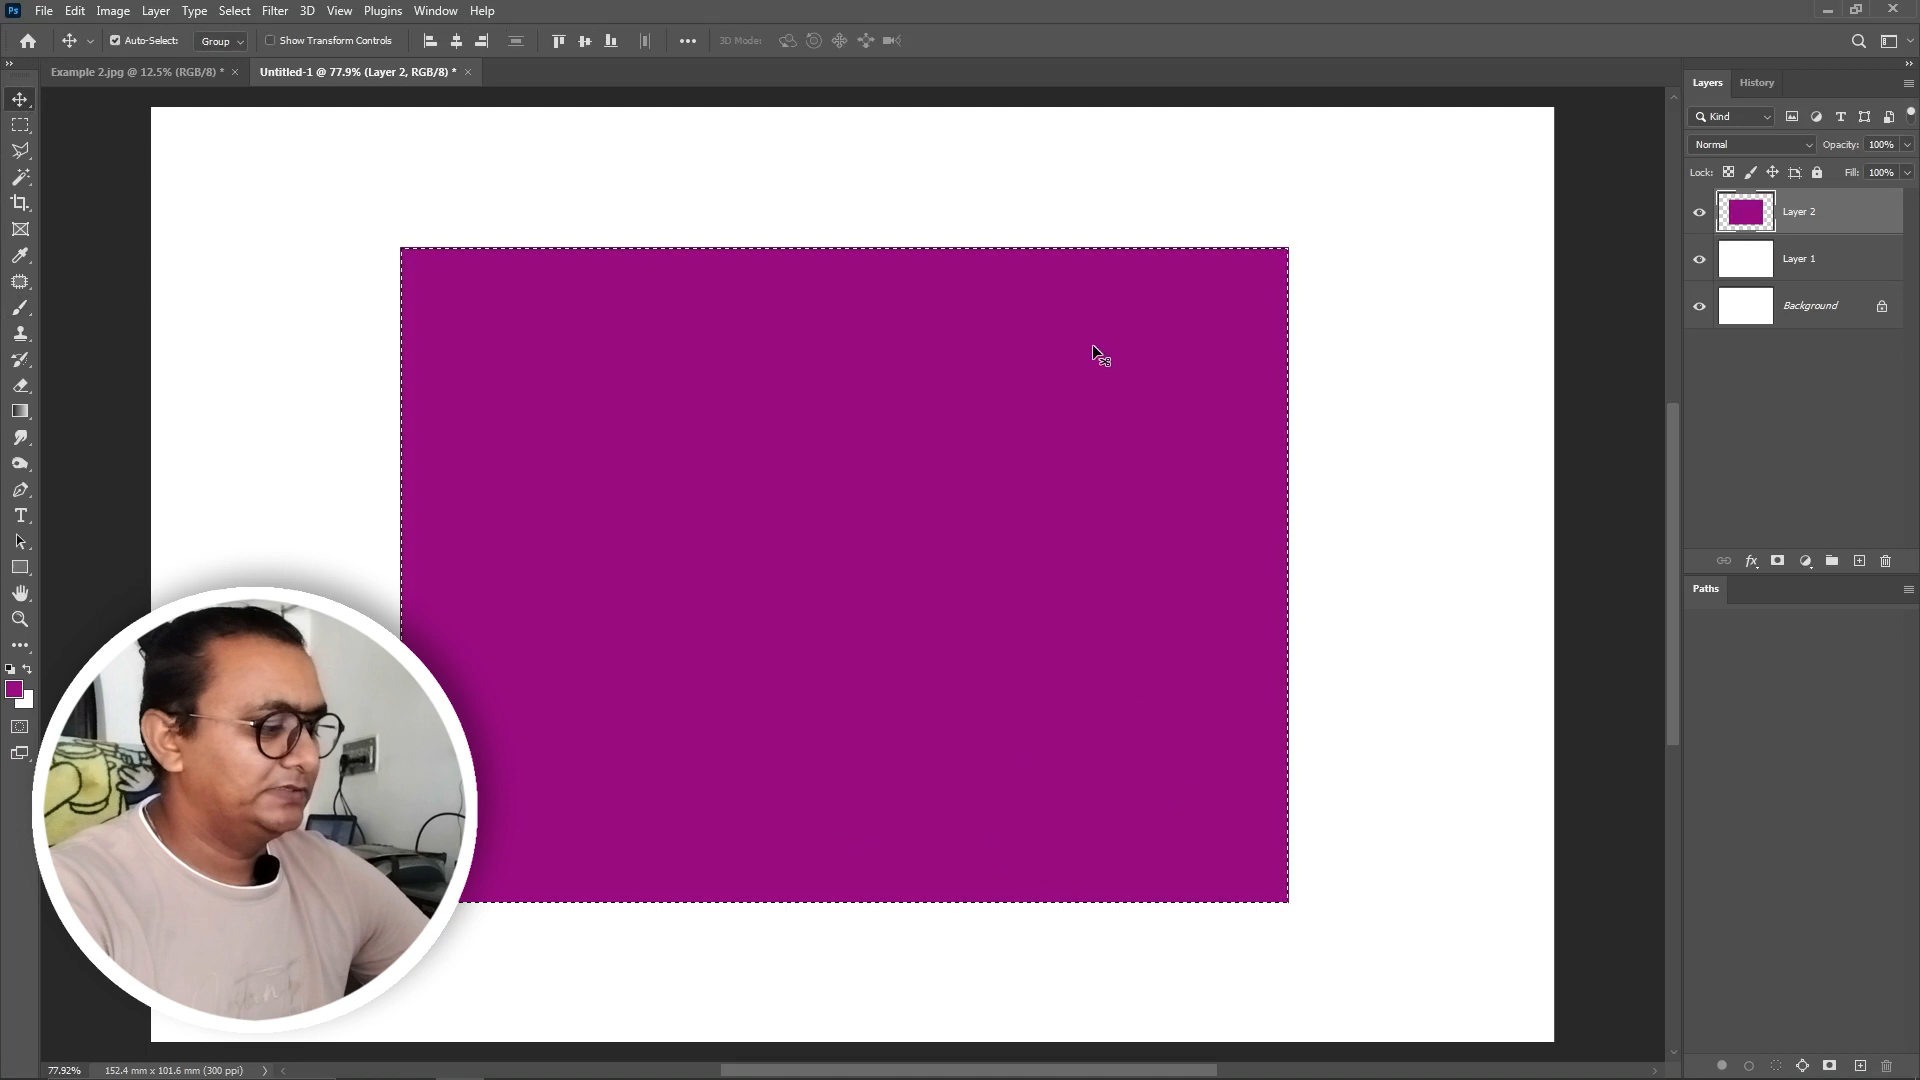 Ps File Edit Image Layer Type Select Filter 3D View Plugins Window Help
Auto-Select: Group Show Transform Controls 3D Mode:
Example 2.jpg @ 12.5% (RGB/8) * × Untitled-1 @ 77.9% (Layer 2, RGB/8) * ×
Layers History
Kind
Normal Opacity: 100%
Lock: Fill: 100%
Layer 2
Layer 1
Background
fx
Paths
77.92% 152.4 mm x 101.6 mm (300 ppi)